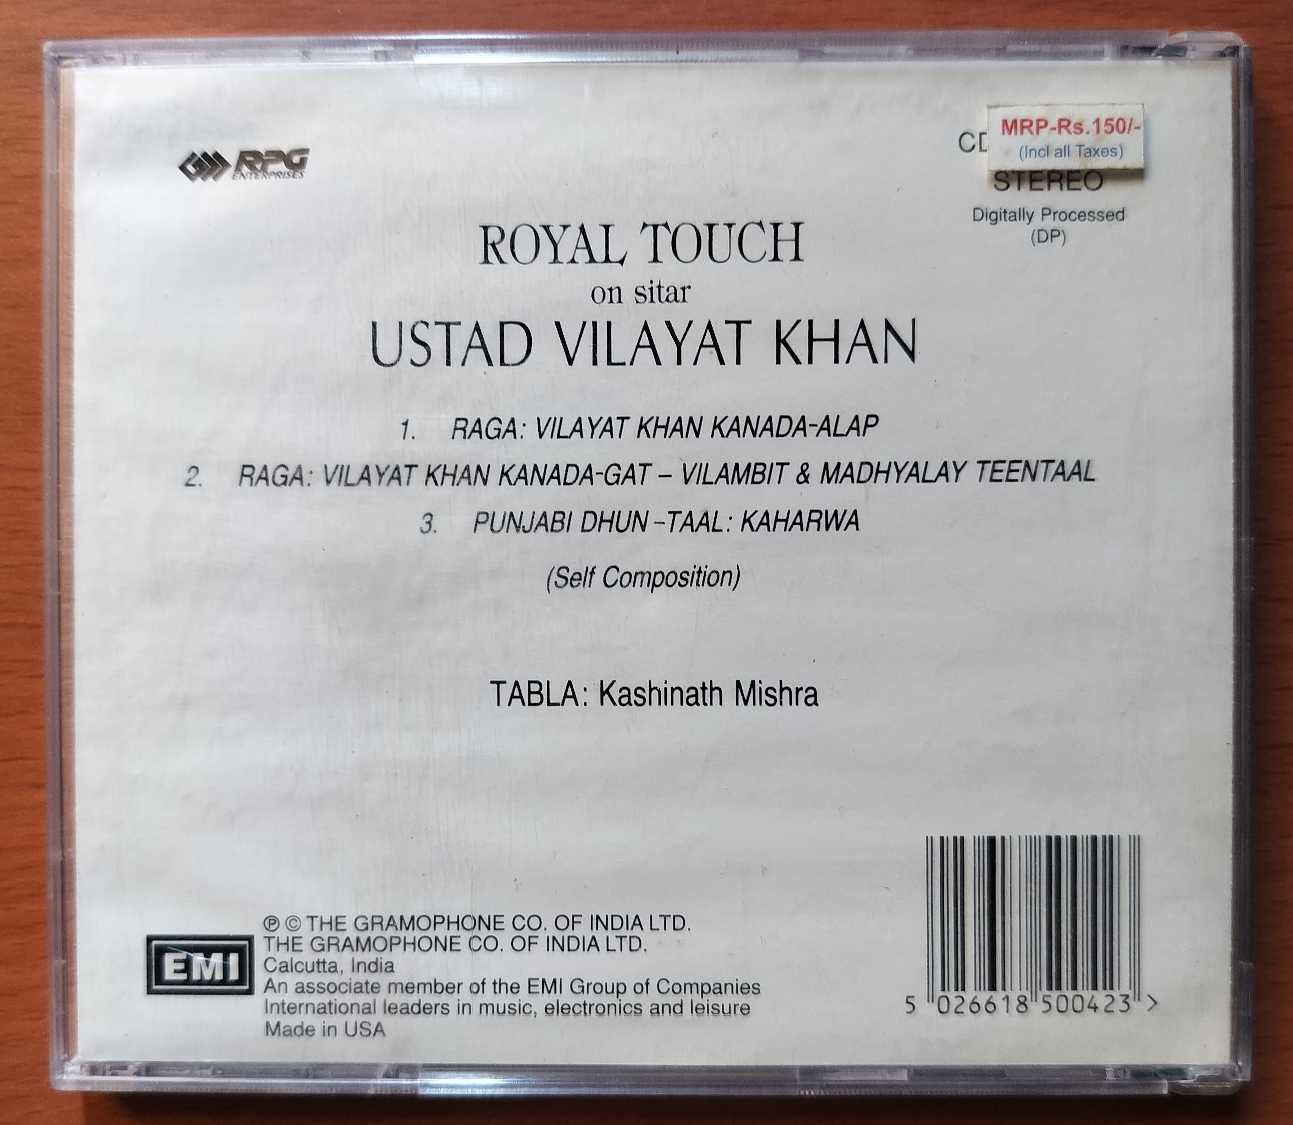 RPG
ENTERPRISES
MRP-Rs.150/-
(Incl all Taxes)
STEREO
Digitally Processed
(DP)
ROYAL TOUCH
on sitar
USTAD VILAYAT KHAN
1. RAGA: VILAYAT KHAN KANADA-ALAP
2. RAGA: VILAYAT KHAN KANADA-GAT – VILAMBIT & MADHYALAY TEENTAAL
3. PUNJABI DHUN-TAAL: KAHARWA
(Self Composition)
TABLA: Kashinath Mishra
EMI
℗ © THE GRAMOPHONE CO. OF INDIA LTD.
THE GRAMOPHONE CO. OF INDIA LTD.
Calcutta, India
An associate member of the EMI Group of Companies
International leaders in music, electronics and leisure
Made in USA
5 026618 500423 >